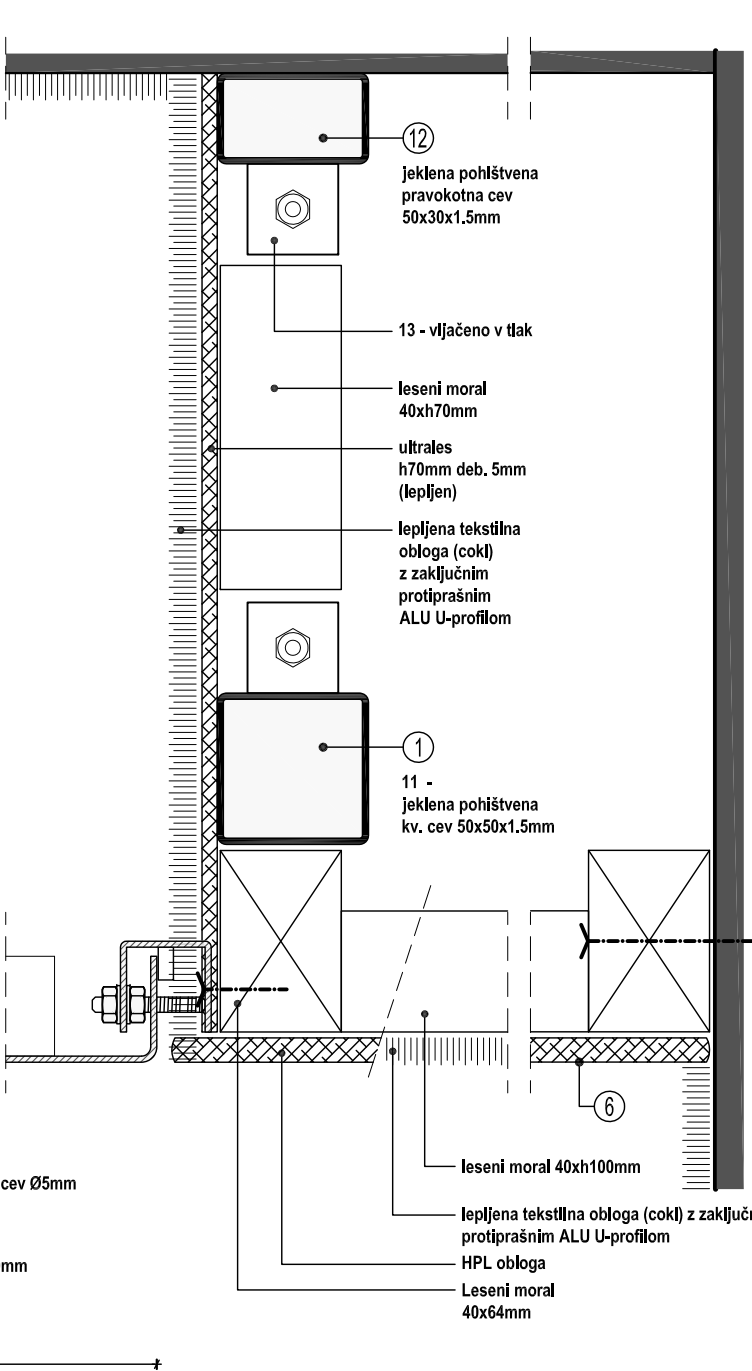 12
jeklena pohištvena
pravokotna cev
50x30x1.5mm
13 - vijačeno v tlak
leseni moral
40xh70mm
ultrales
h70mm deb. 5mm
(lepljen)
lepljena tekstilna
obloga (cokl)
z zaključnim
protiprašnim
ALU U-profilom
1
11 -
jeklena pohištvena
kv. cev 50x50x1.5mm
6
leseni moral 40xh100mm
cev Ø5mm
lepljena tekstilna obloga (cokl) z zaključ
protiprašnim ALU U-profilom
HPL obloga
mm
Leseni moral
40x64mm